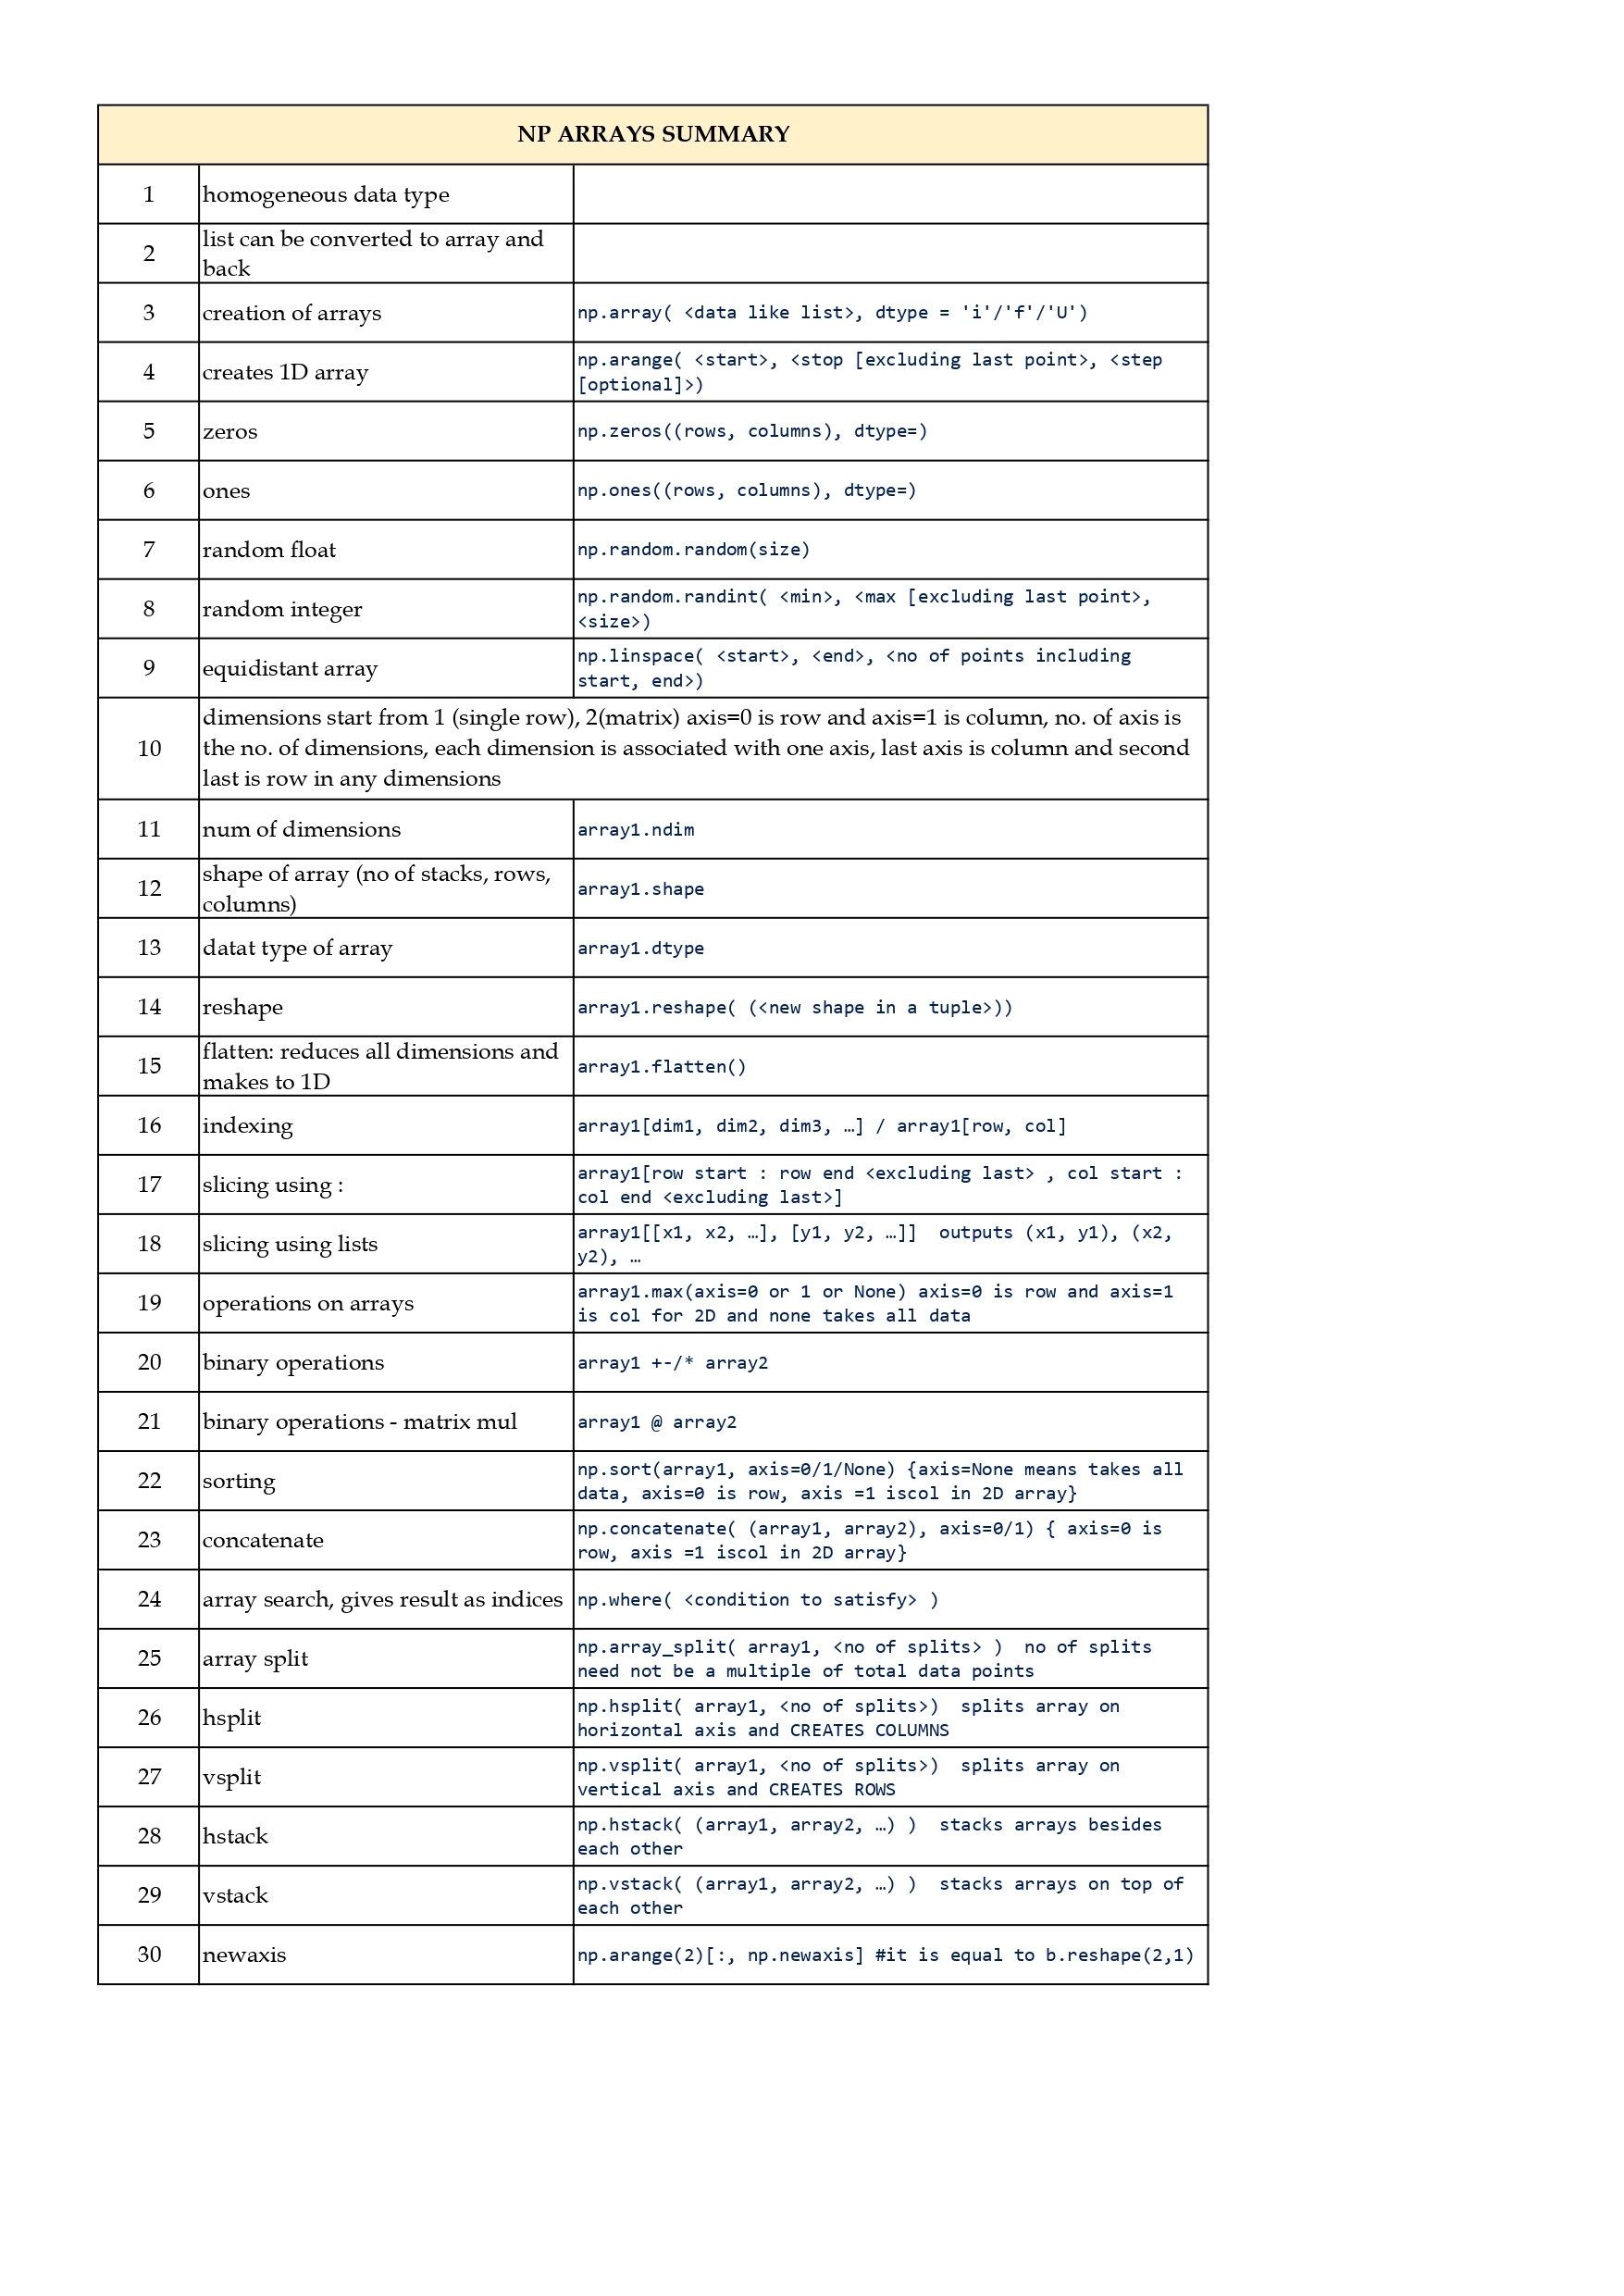 NP ARRAYS SUMMARY
1 homogeneous data type
2 list can be converted to array and
back
3 creation of arrays np.array( <data like list>, dtype = 'i'/'f'/'U')
4 creates 1D array np.arange( <start>, <stop [excluding last point>, <step
[optional]>)
5 zeros np.zeros((rows, columns), dtype=)
6 ones np.ones((rows, columns), dtype=)
7 random float np.random.random(size)
8 random integer np.random.randint( <min>, <max [excluding last point>,
<size>)
9 equidistant array np.linspace( <start>, <end>, <no of points including
start, end>)
10 dimensions start from 1 (single row), 2(matrix) axis=0 is row and axis=1 is column, no. of axis is
the no. of dimensions, each dimension is associated with one axis, last axis is column and second
last is row in any dimensions
11 num of dimensions array1.ndim
12 shape of array (no of stacks, rows,
columns) array1.shape
13 datat type of array array1.dtype
14 reshape array1.reshape( (<new shape in a tuple>))
15 flatten: reduces all dimensions and
makes to 1D array1.flatten()
16 indexing array1[dim1, dim2, dim3, …] / array1[row, col]
17 slicing using : array1[row start : row end <excluding last> , col start :
col end <excluding last>]
18 slicing using lists array1[[x1, x2, …], [y1, y2, …]]  outputs (x1, y1), (x2,
y2), …
19 operations on arrays array1.max(axis=0 or 1 or None) axis=0 is row and axis=1
is col for 2D and none takes all data
20 binary operations array1 +-/* array2
21 binary operations - matrix mul array1 @ array2
22 sorting np.sort(array1, axis=0/1/None) {axis=None means takes all
data, axis=0 is row, axis =1 iscol in 2D array}
23 concatenate np.concatenate( (array1, array2), axis=0/1) { axis=0 is
row, axis =1 iscol in 2D array}
24 array search, gives result as indices np.where( <condition to satisfy> )
25 array split np.array_split( array1, <no of splits> )  no of splits
need not be a multiple of total data points
26 hsplit np.hsplit( array1, <no of splits>)  splits array on
horizontal axis and CREATES COLUMNS
27 vsplit np.vsplit( array1, <no of splits>)  splits array on
vertical axis and CREATES ROWS
28 hstack np.hstack( (array1, array2, …) )  stacks arrays besides
each other
29 vstack np.vstack( (array1, array2, …) )  stacks arrays on top of
each other
30 newaxis np.arange(2)[:, np.newaxis] #it is equal to b.reshape(2,1)